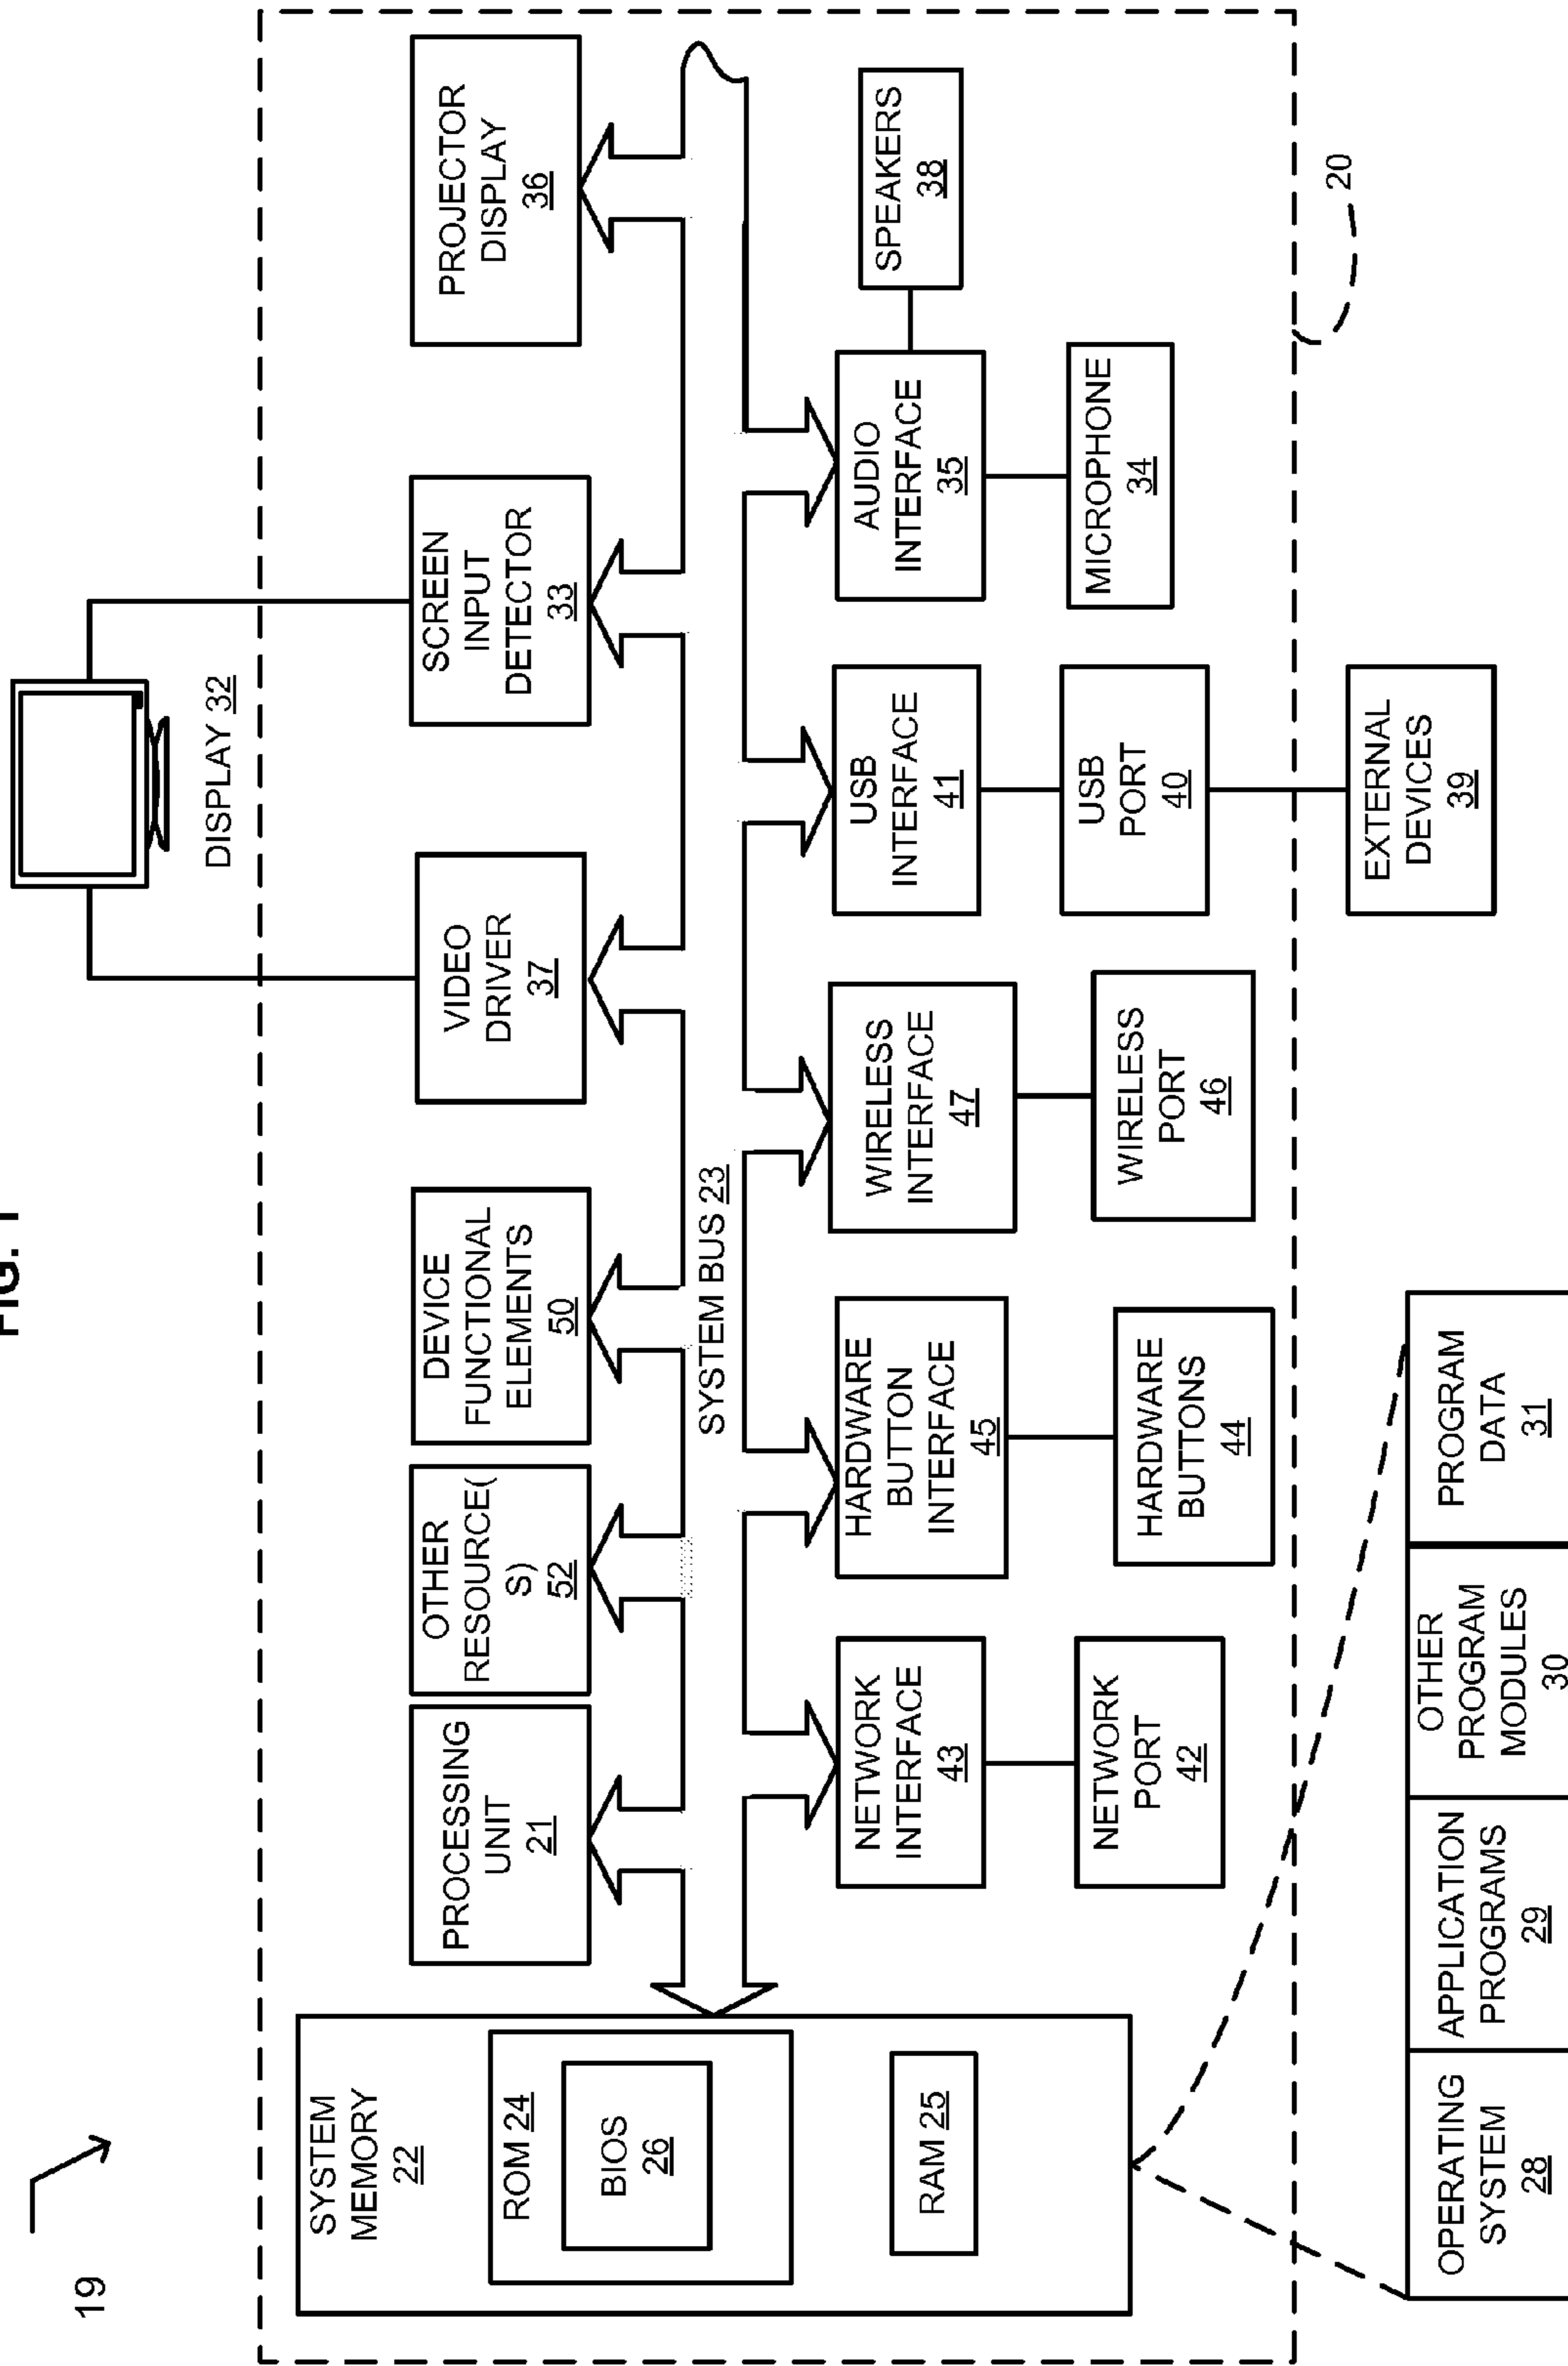 FIG. 1
19
DISPLAY 32
SYSTEM
MEMORY
22
ROM 24
BIOS
26
RAM 25
PROCESSING
UNIT
21
OTHER
RESOURCE(
S)
52
DEVICE
FUNCTIONAL
ELEMENTS
50
VIDEO
DRIVER
37
SCREEN
INPUT
DETECTOR
33
PROJECTOR
DISPLAY
36
SYSTEM BUS 23
NETWORK
INTERFACE
43
HARDWARE
BUTTON
INTERFACE
45
WIRELESS
INTERFACE
47
USB
INTERFACE
41
AUDIO
INTERFACE
35
SPEAKERS
38
NETWORK
PORT
42
HARDWARE
BUTTONS
44
WIRELESS
PORT
46
USB
PORT
40
MICROPHONE
34
20
OPERATING
SYSTEM
28
APPLICATION
PROGRAMS
29
OTHER
PROGRAM
MODULES
30
PROGRAM
DATA
31
EXTERNAL
DEVICES
39